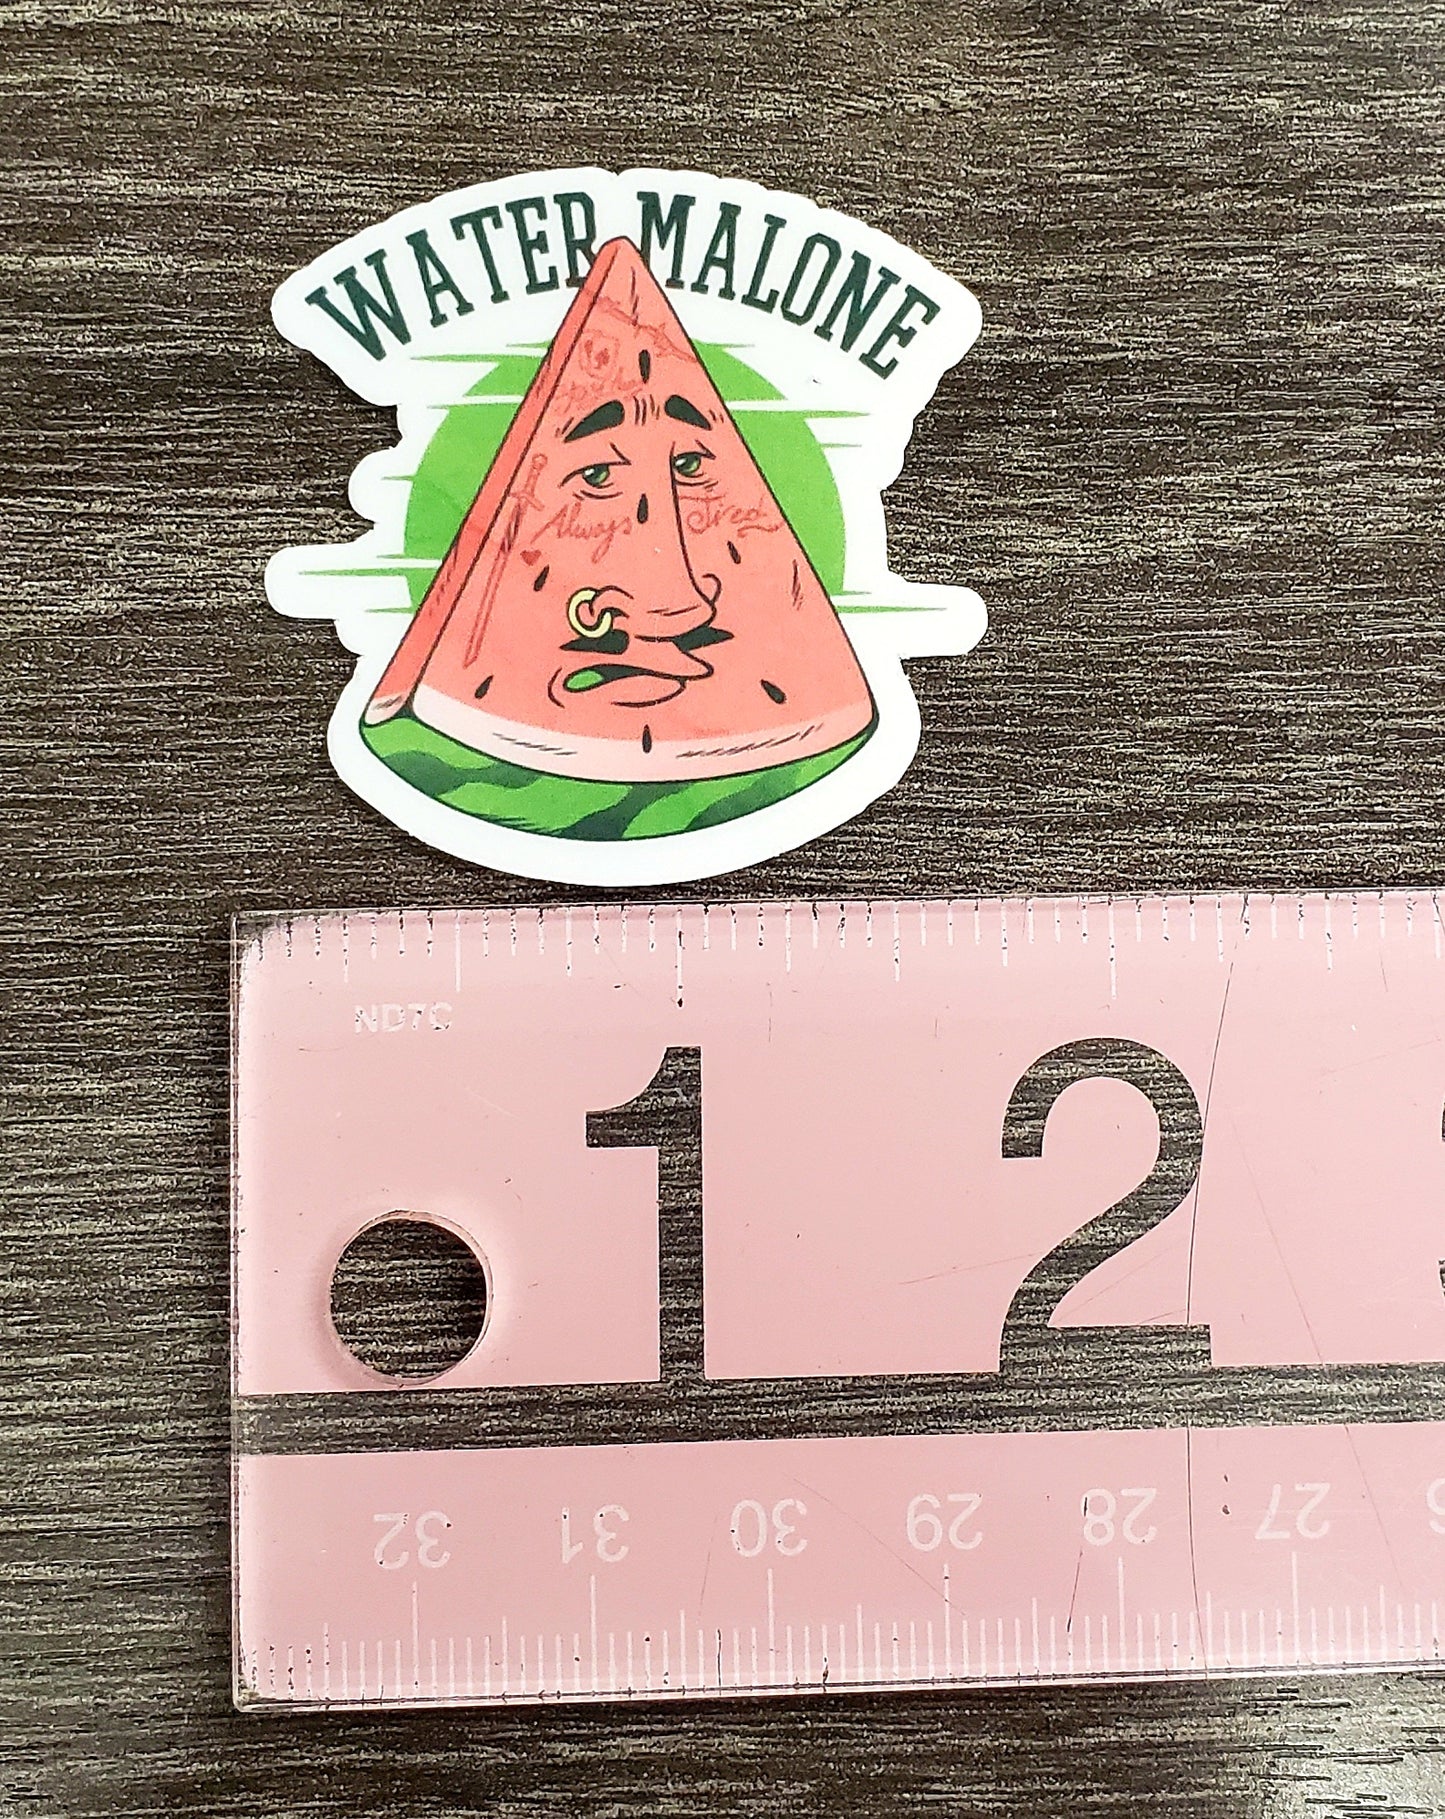 WATER MALONE
Always Tired
ND7C
1 2
32 31 30 29 28 27